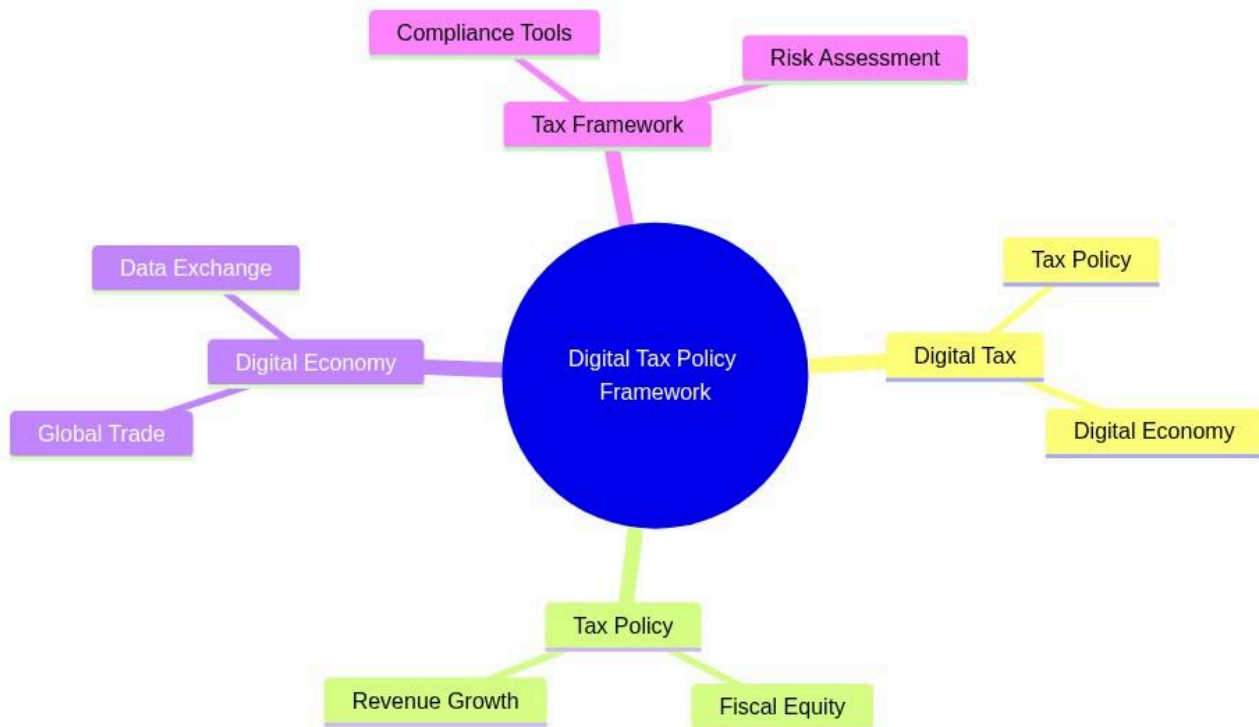 Compliance Tools
Risk Assessment
Tax Framework
Data Exchange
Digital Economy
Global Trade
Digital Tax Policy
Framework
Tax Policy
Digital Tax
Digital Economy
Tax Policy
Revenue Growth
Fiscal Equity